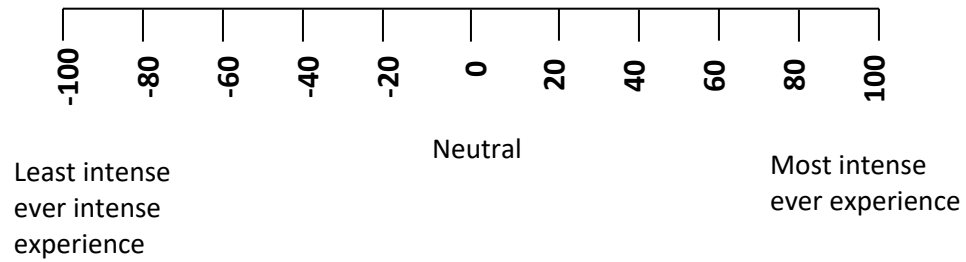 -100 -80 -60 -40 -20 0 20 40 60 80 100
Neutral
Least intense
ever intense
experience
Most intense
ever experience